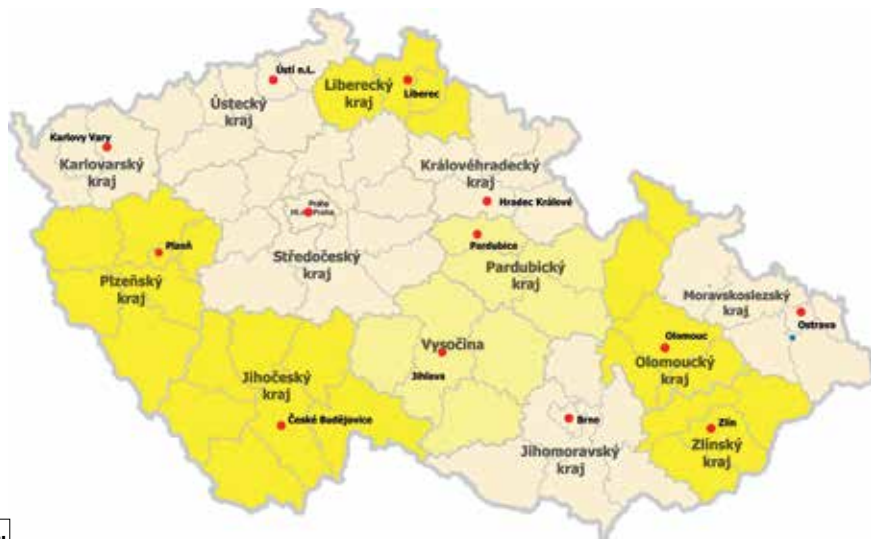 Ústí n.L.
Liberecký
kraj
Liberec
Ústecký
kraj
Karlovy Vary
Karlovarský
kraj
Královéhradecký
kraj
Hradec Králové
Praha
Praha
Středočeský
kraj
Pardubice
Pardubický
kraj
Plzeň
Plzeňský
kraj
Moravskoslezský
kraj
Ostrava
Olomouc
Olomoucký
kraj
Vysočina
Jihlava
Jihočeský
kraj
České Budějovice
Brno
Jihomoravský
kraj
Zlín
Zlínský
kraj